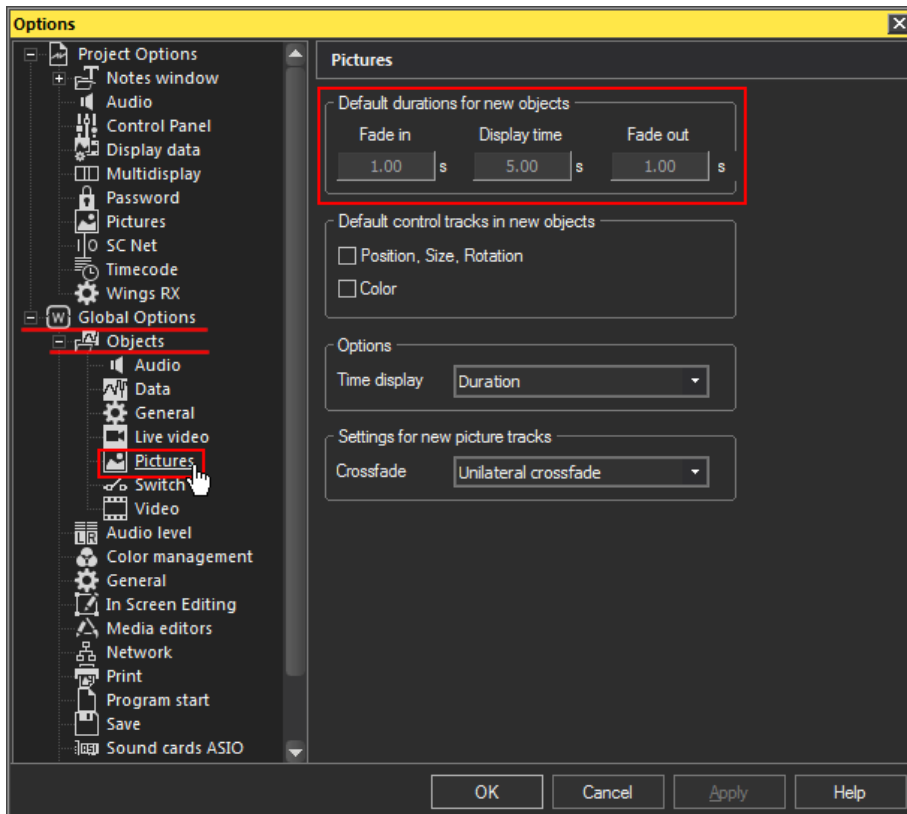 Options
Project Options
Notes window
Audio
Control Panel
Display data
Multidisplay
Password
Pictures
SC Net
Timecode
Wings RX
W Global Options
Objects
Audio
Data
General
Live video
Pictures
Switch
Video
LR Audio level
Color management
General
In Screen Editing
Media editors
Network
Print
Program start
Save
Sound cards ASIO
Pictures
Default durations for new objects
Fade in Display time Fade out
1.00 s 5.00 s 1.00 s
Default control tracks in new objects
Position, Size, Rotation
Color
Options
Time display Duration
Settings for new picture tracks
Crossfade Unilateral crossfade
OK Cancel Apply Help